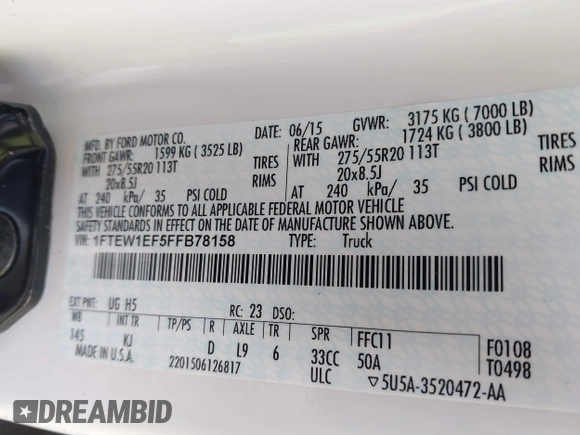 MFD. BY FORD MOTOR CO.
DATE: 06/15 GVWR: 3175 KG ( 7000 LB)
FRONT GAWR: 1599 KG ( 3525 LB) REAR GAWR: 1724 KG ( 3800 LB)
WITH 275/55R20 113T TIRES WITH 275/55R20 113T TIRES
20x8.5J RIMS 20x8.5J RIMS
AT 240 kPa/ 35 PSI COLD AT 240 kPa/ 35 PSI COLD
THIS VEHICLE CONFORMS TO ALL APPLICABLE FEDERAL MOTOR VEHICLE
SAFETY STANDARDS IN EFFECT ON THE DATE OF MANUFACTURE SHOWN ABOVE.
VIN: 1FTEW1EF5FFB78158 TYPE: Truck
EXT PNT: UG H5 RC: 23 DSO:
WB INT TR TP/PS R AXLE TR SPR FFC11 F0108
145 KJ D L9 6 33CC 50A T0498
MADE IN U.S.A. 2201506126817 ULC ▽5U5A-3520472-AA
DREAMBID